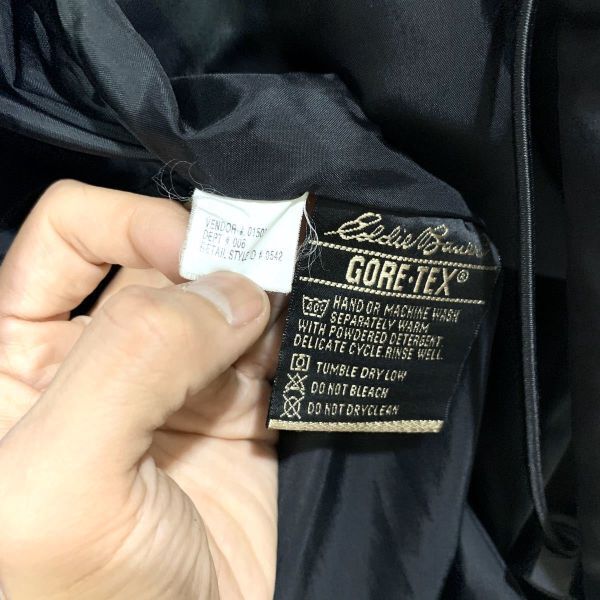 VENDOR #. 0150
DEPT # 006
RETAIL STYLE/D # 0542
Eddie Bauer
GORE-TEX®
40°
HAND OR MACHINE WASH
SEPARATELY WARM
WITH POWDERED DETERGENT
DELICATE CYCLE RINSE WELL.
TUMBLE DRY LOW
DO NOT BLEACH
DO NOT DRYCLEAN